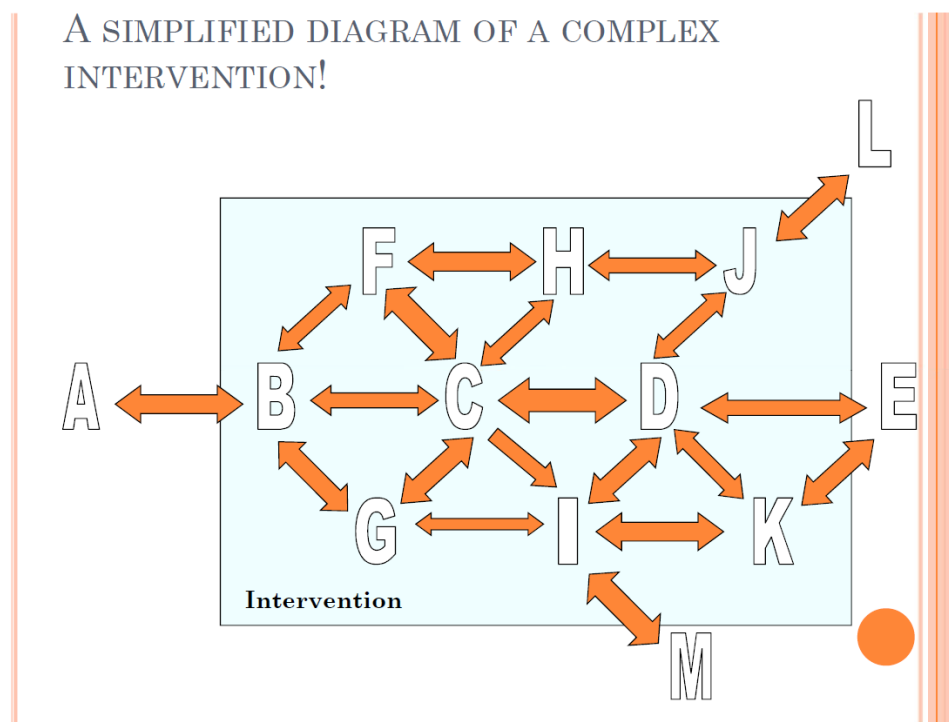 A SIMPLIFIED DIAGRAM OF A COMPLEX
INTERVENTION!
L
F H J
A B C D E
G I K
Intervention
M